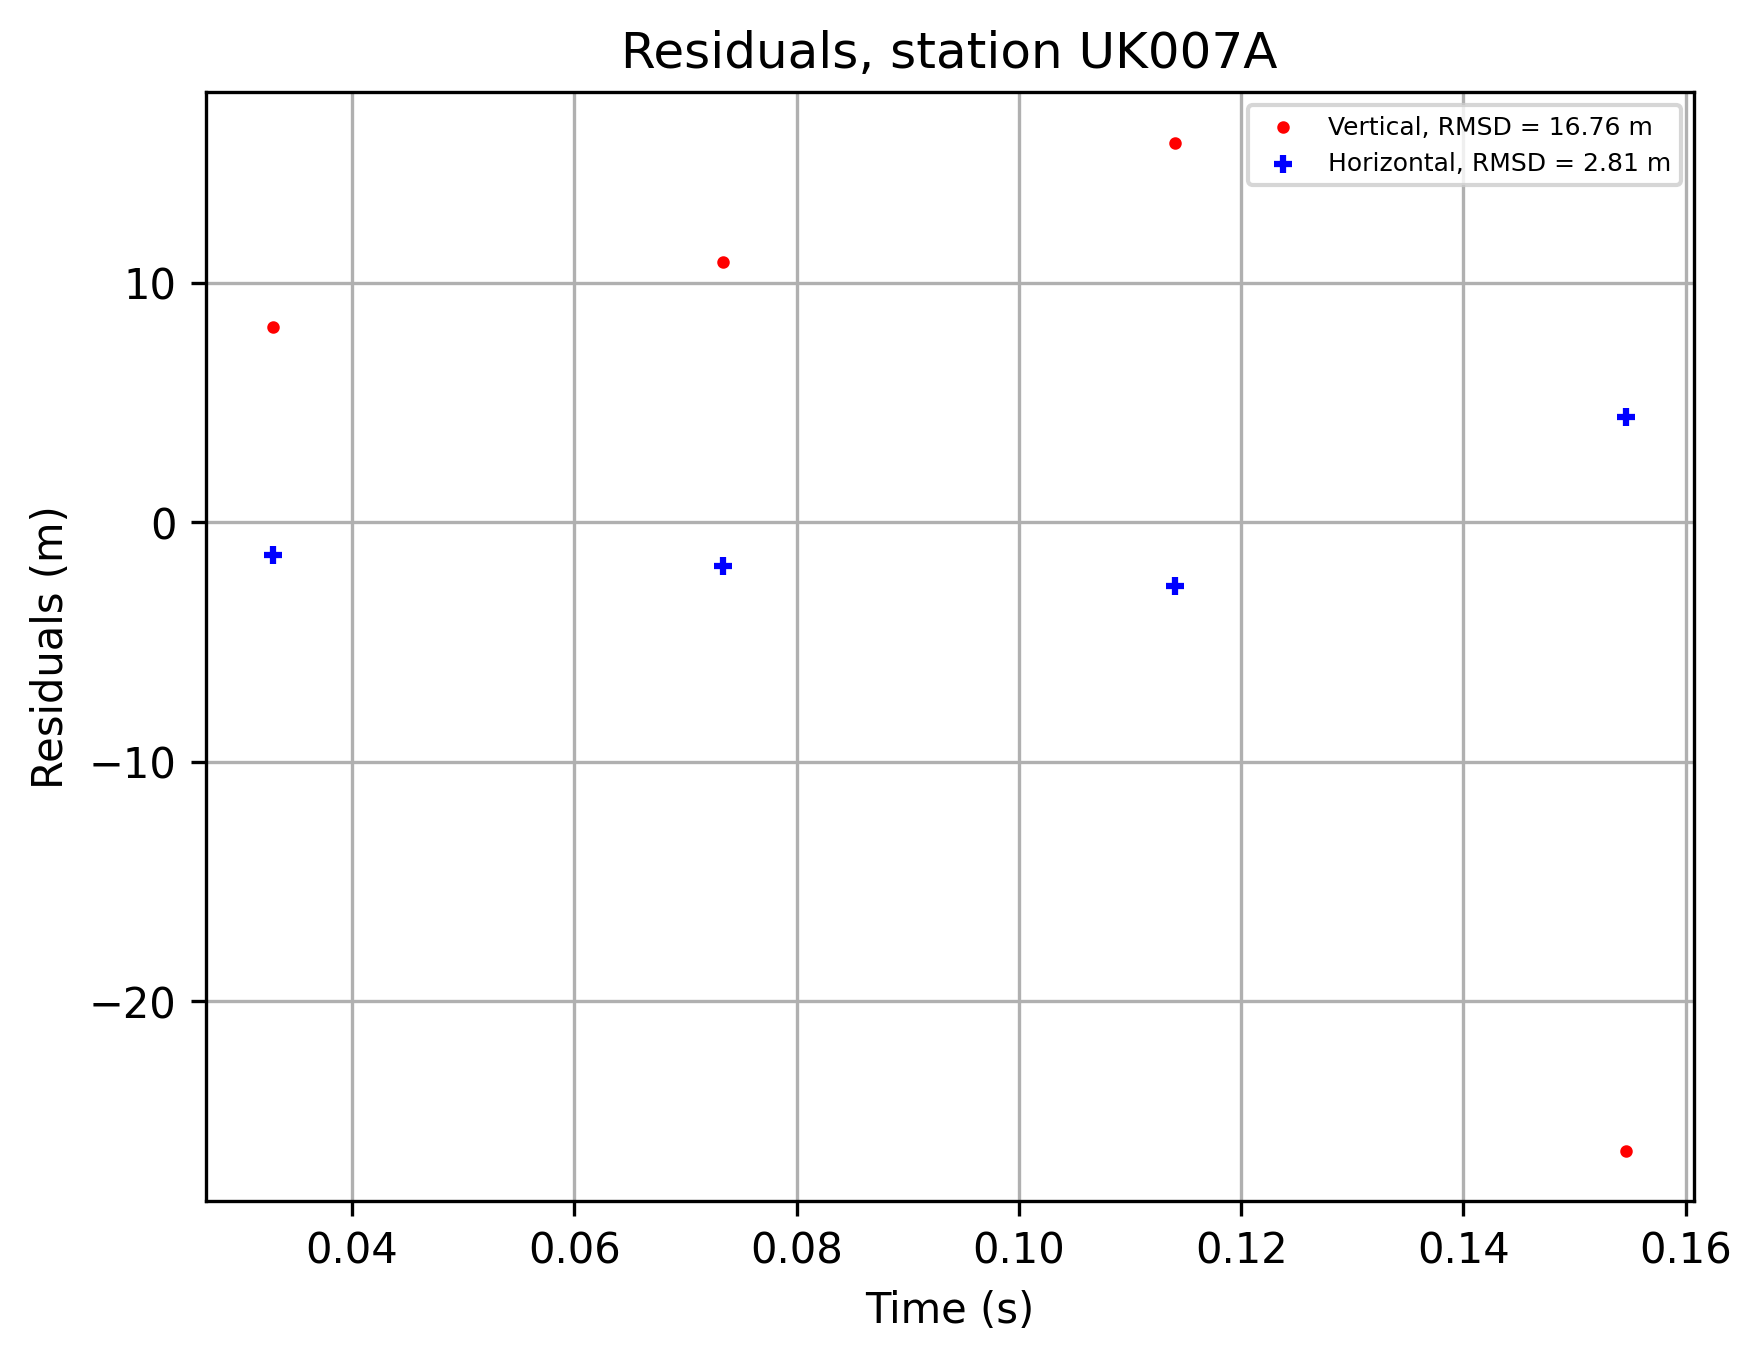 Residuals, station UK007A
Vertical, RMSD = 16.76 m
Horizontal, RMSD = 2.81 m
10
0
−10
−20
Residuals (m)
0.04 0.06 0.08 0.10 0.12 0.14 0.16
Time (s)